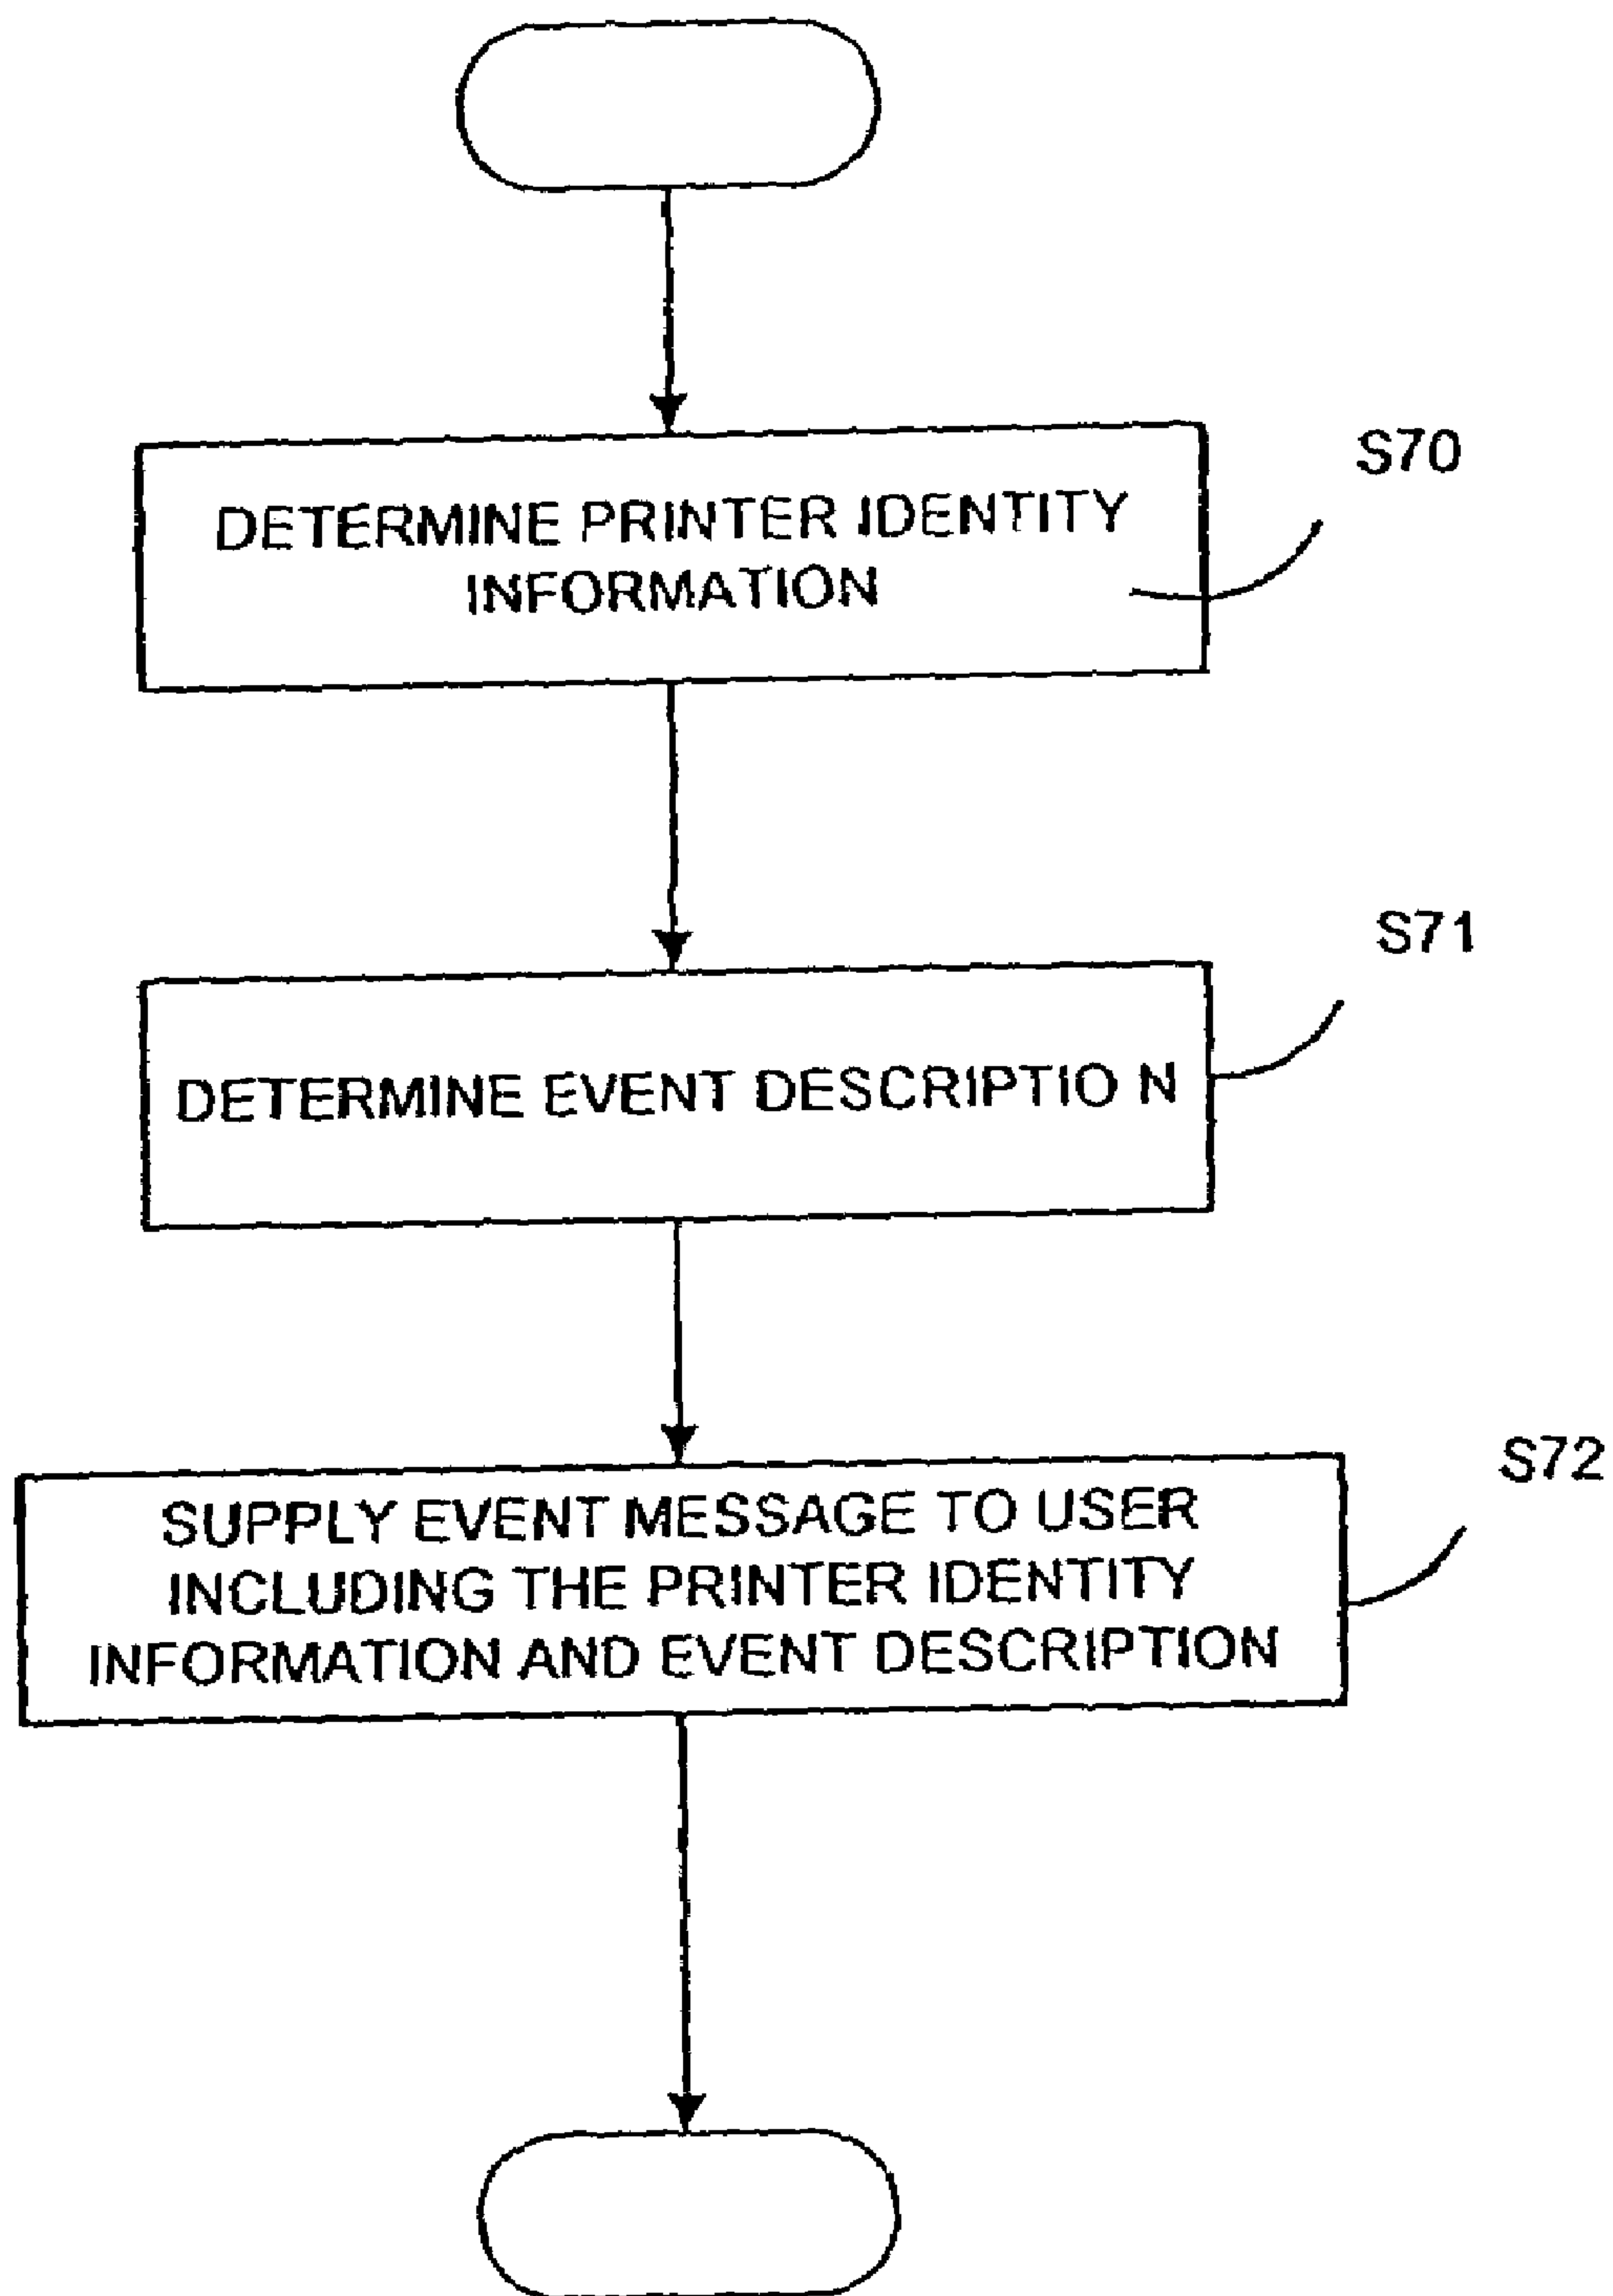 S70
DETERMINE PRINTER IDENTITY
INFORMATION
S71
DETERMINE EVENT DESCRIPTIO N
S72
SUPPLY EVENT MESSAGE TO USER
INCLUDING THE PRINTER IDENTITY
INFORMATION AND EVENT DESCRIPTION